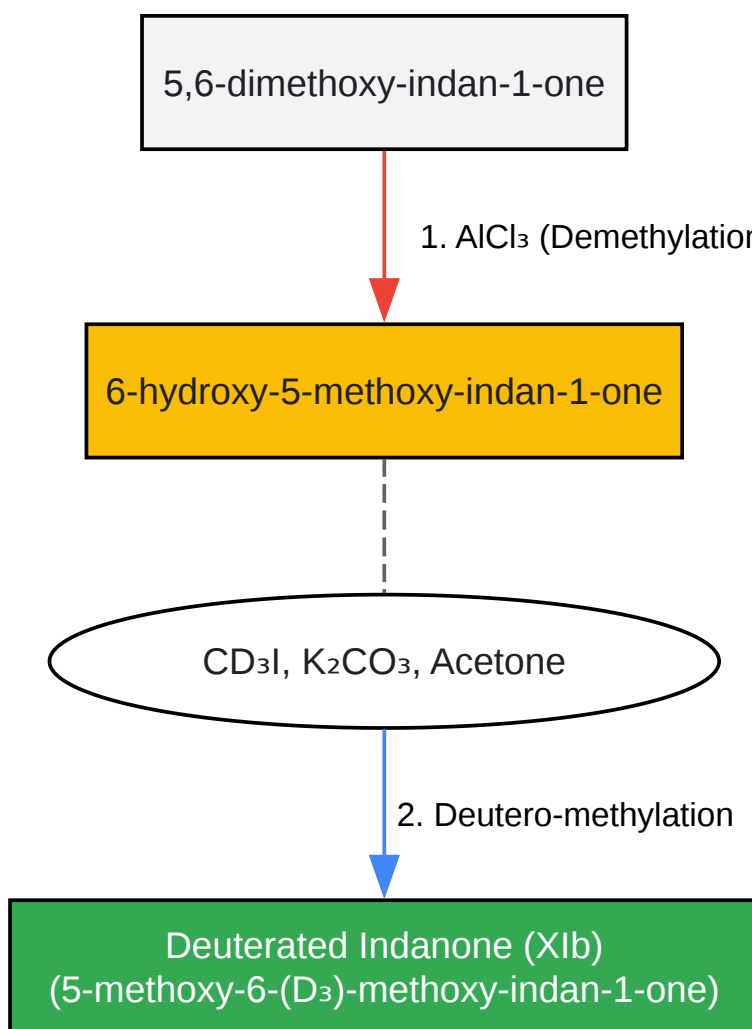 5,6-dimethoxy-indan-1-one
1. AlCl₃ (Demethylation
6-hydroxy-5-methoxy-indan-1-one
CD₃I, K₂CO₃, Acetone
2. Deutero-methylation
Deuterated Indanone (XIb)
(5-methoxy-6-(D₃)-methoxy-indan-1-one)